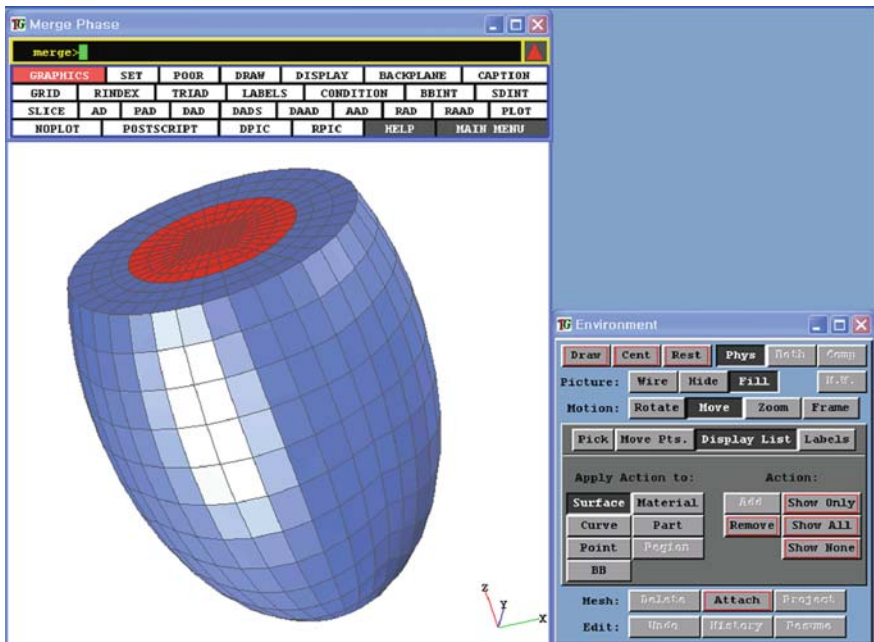 TG Merge Phase
merge>
GRAPHICS SET POOR DRAW DISPLAY BACKPLANE CAPTION
GRID RINDEX TRIAD LABELS CONDITION BBINT SDINT
SLICE AD PAD DAD DADS DAAD AAD RAD RAAD PLOT
NOPLOT POSTSCRIPT DPIC RPIC HELP MAIN MENU
Z
Y
X
TG Environment
Draw Cent Rest Phys Both Comp
Picture: Wire Hide Fill H.W.
Motion: Rotate Move Zoom Frame
Pick Move Pts. Display List Labels
Apply Action to: Action:
Surface Material Add Show Only
Curve Part Remove Show All
Point Region Show None
BB
Mesh: Delete Attach Project
Edit: Undo History Resume